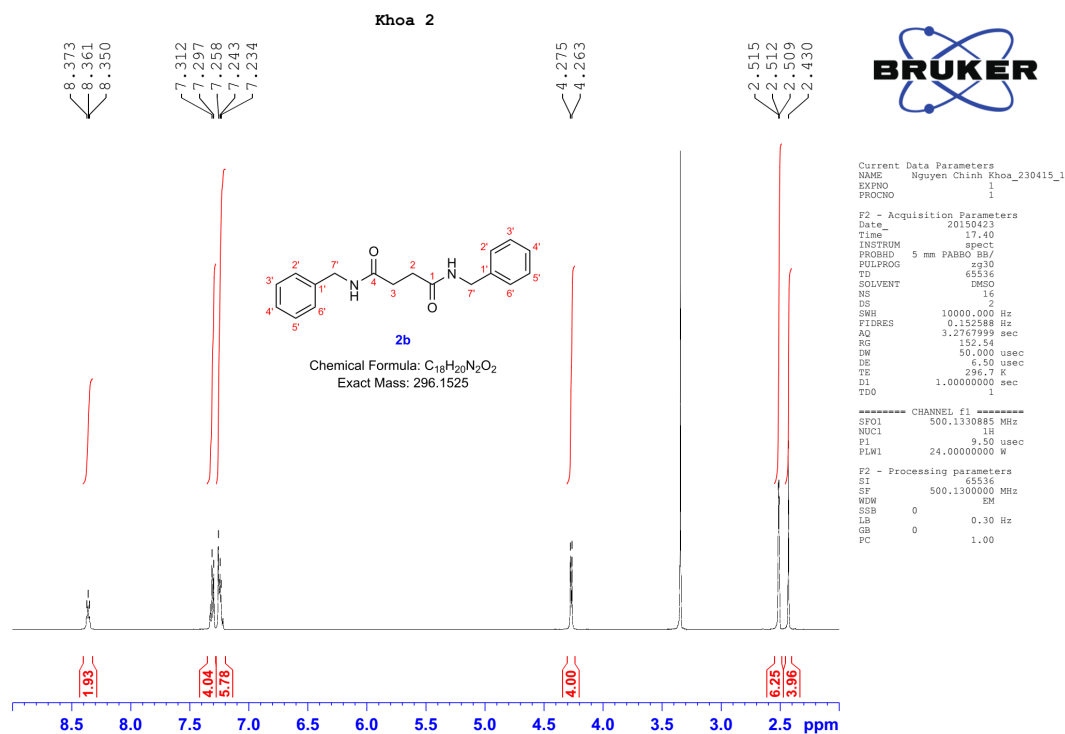 Khoa 2
8.373
8.361
8.350
7.312
7.297
7.258
7.243
7.234
4.275
4.263
2.515
2.512
2.509
2.430
BRUKER
Current Data Parameters
NAME Nguyen Chinh Khoa_230415_1
EXPNO 1
PROCNO 1
F2 - Acquisition Parameters
Date_ 20150423
Time 17.40
INSTRUM spect
PROBHD 5 mm PABBO BB/
PULPROG zg30
TD 65536
SOLVENT DMSO
NS 16
DS 2
SWH 10000.000 Hz
FIDRES 0.152588 Hz
AQ 3.2767999 sec
RG 152.54
DW 50.000 usec
DE 6.50 usec
TE 296.7 K
D1 1.00000000 sec
TD0 1
======== CHANNEL f1 ========
SFO1 500.1330885 MHz
NUC1 1H
P1 9.50 usec
PLW1 24.00000000 W
F2 - Processing parameters
SI 65536
SF 500.1300000 MHz
WDW EM
SSB 0
LB 0.30 Hz
GB 0
PC 1.00
3'
2' 4'
O
2' 7' 2 1 H N 1' 5'
3' 1' N H 4 3 7' 6'
4' 6' O
5'
2b
Chemical Formula: C18H20N2O2
Exact Mass: 296.1525
1.93
4.04
5.78
4.00
6.25
3.96
8.5 8.0 7.5 7.0 6.5 6.0 5.5 5.0 4.5 4.0 3.5 3.0 2.5 ppm